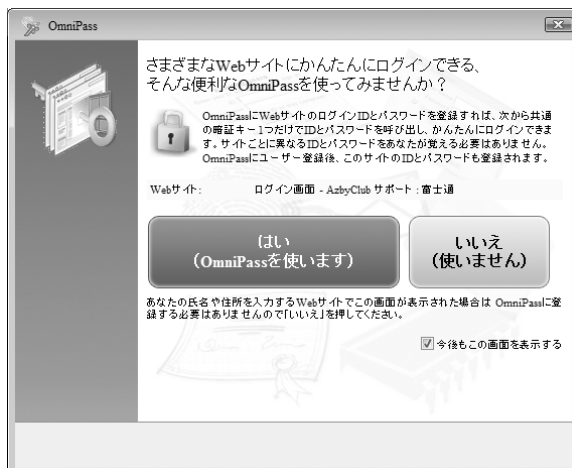 OmniPass
さまざまなWebサイトにかんたんにログインできる、
そんな便利なOmniPassを使ってみませんか？
OmniPassにWebサイトのログインIDとパスワードを登録すれば、次から共通
の暗証キー1つだけでIDとパスワードを呼び出し、かんたんにログインできま
す。サイトごとに異なるIDとパスワードをあなたが覚える必要はありません。
OmniPassにユーザー登録後、このサイトのIDとパスワードも登録されます。
Webサイト: ログイン画面 - AzbyClub サポート : 富士通
はい
（OmniPassを使います）
いいえ
（使いません）
あなたの氏名や住所を入力するWebサイトでこの画面が表示された場合は OmniPassに登
録する必要はありませんので「いいえ」を押してください。
今後もこの画面を表示する